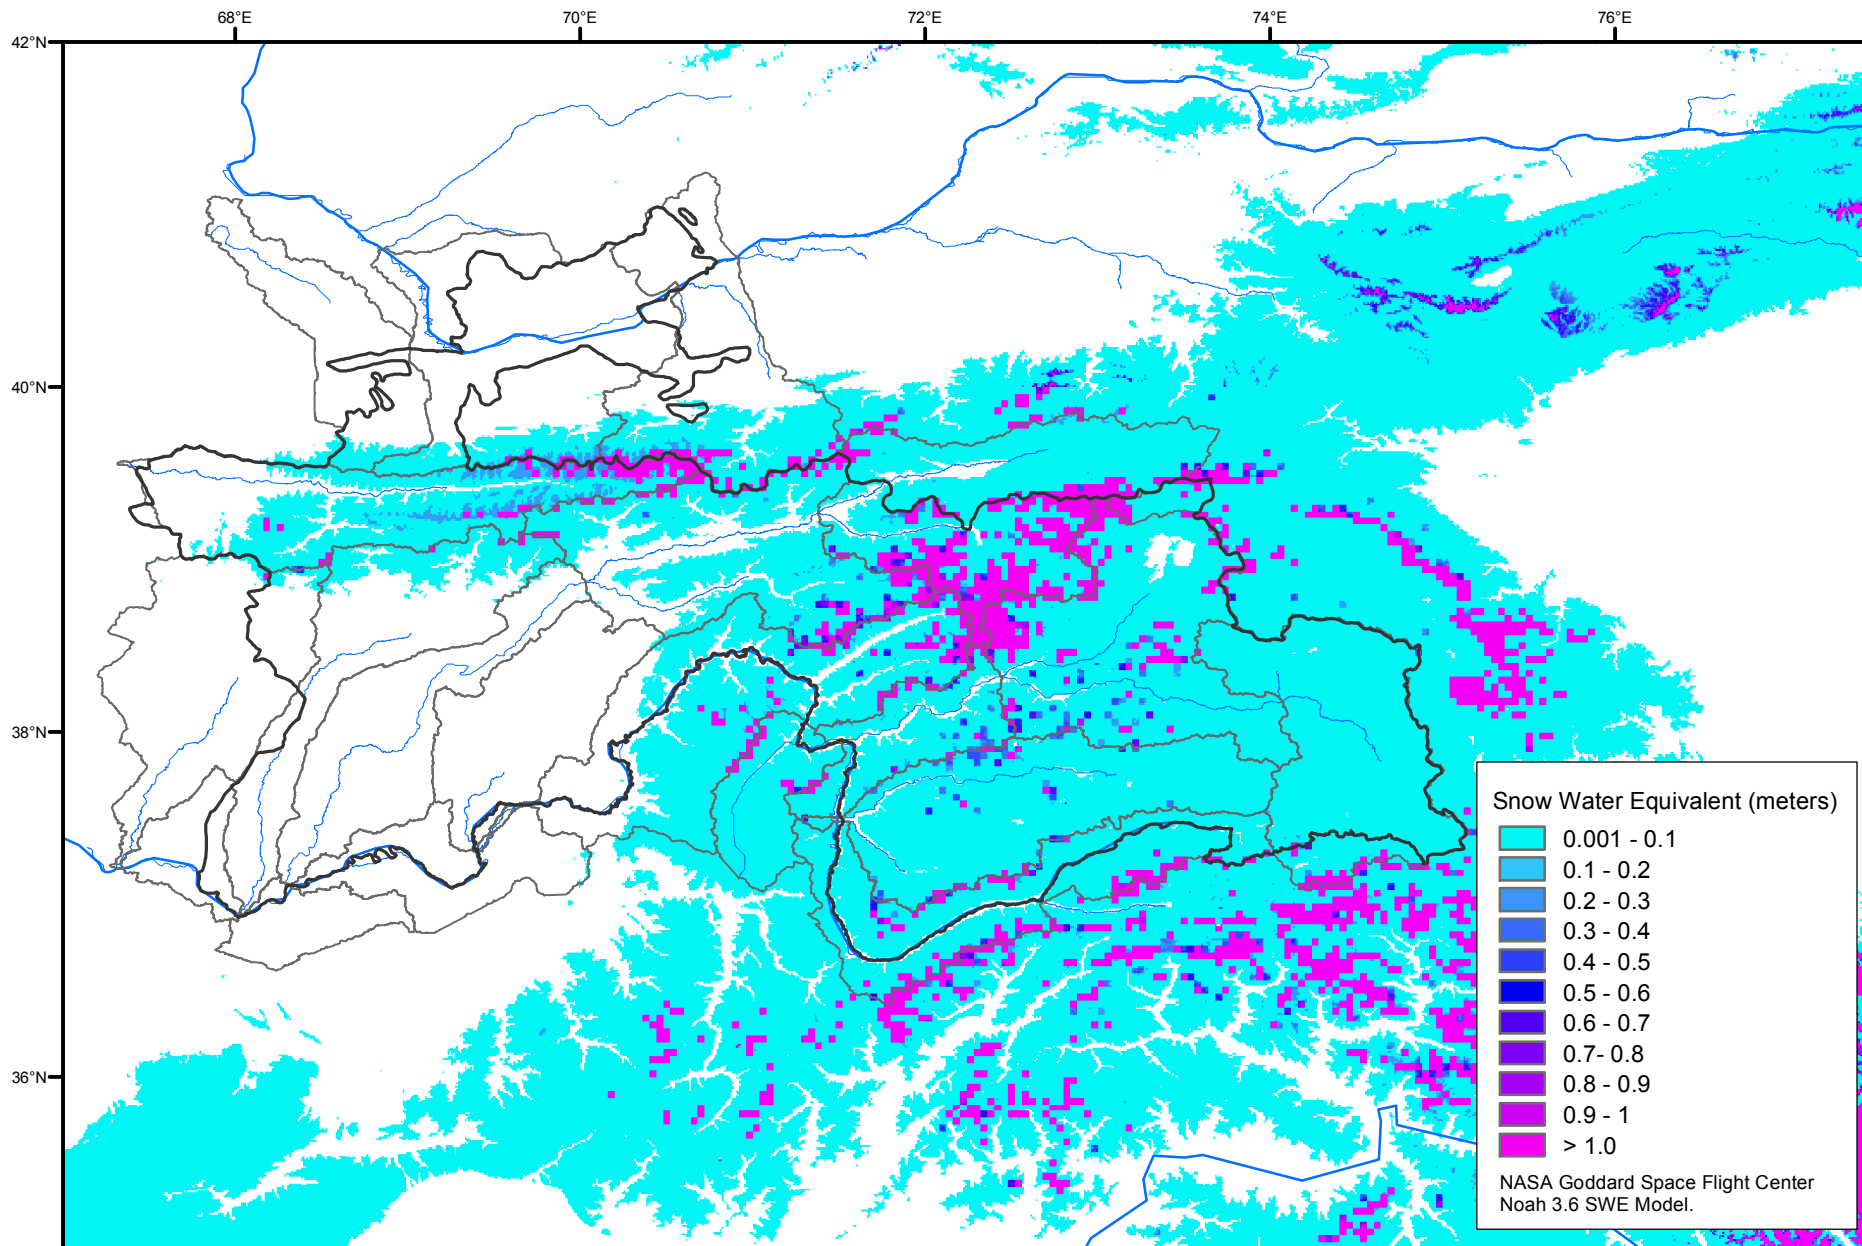 68°E
70°E
72°E
74°E
76°E
42°N
40°N
38°N
36°N
Snow Water Equivalent (meters)
0.001 - 0.1
0.1 - 0.2
0.2 - 0.3
0.3 - 0.4
0.4 - 0.5
0.5 - 0.6
0.6 - 0.7
0.7- 0.8
0.8 - 0.9
0.9 - 1
> 1.0
NASA Goddard Space Flight Center
Noah 3.6 SWE Model.